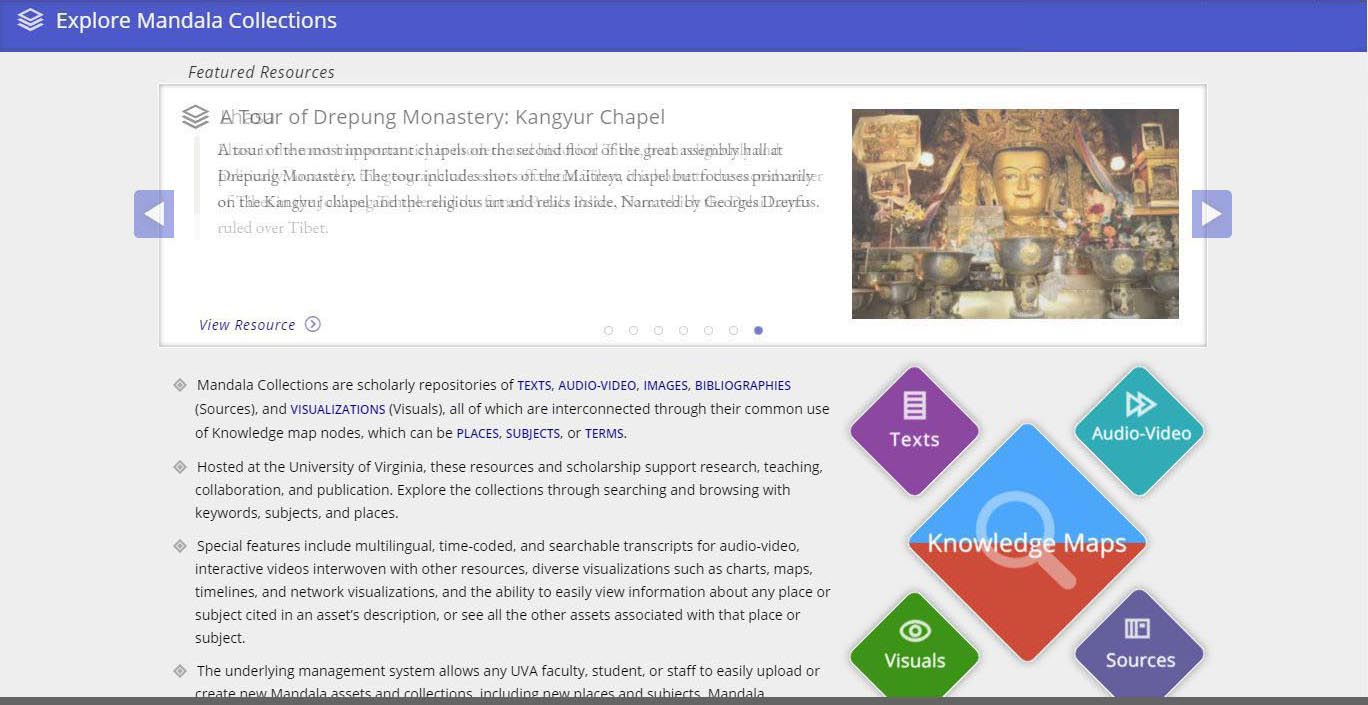 Explore Mandala Collections
Featured Resources
A Tour of Drepung Monastery: Kangyur Chapel
A tour of the most important chapels on the second floor of the great assembly hall at
Drepung Monastery. The tour includes shots of the Maitreya chapel but focuses primarily
on the Kangyur chapel and the religious art and relics inside. Narrated by Georges Dreyfus.
ruled over Tibet.
View Resource
Mandala Collections are scholarly repositories of TEXTS, AUDIO-VIDEO, IMAGES, BIBLIOGRAPHIES
(Sources), and VISUALIZATIONS (Visuals), all of which are interconnected through their common use
of Knowledge map nodes, which can be PLACES, SUBJECTS, or TERMS.
Hosted at the University of Virginia, these resources and scholarship support research, teaching,
collaboration, and publication. Explore the collections through searching and browsing with
keywords, subjects, and places.
Special features include multilingual, time-coded, and searchable transcripts for audio-video,
interactive videos interwoven with other resources, diverse visualizations such as charts, maps,
timelines, and network visualizations, and the ability to easily view information about any place or
subject cited in an asset's description, or see all the other assets associated with that place or
subject.
The underlying management system allows any UVA faculty, student, or staff to easily upload or
create new Mandala assets and collections, including new places and subjects. Mandala
Texts
Audio-Video
Knowledge Maps
Visuals
Sources